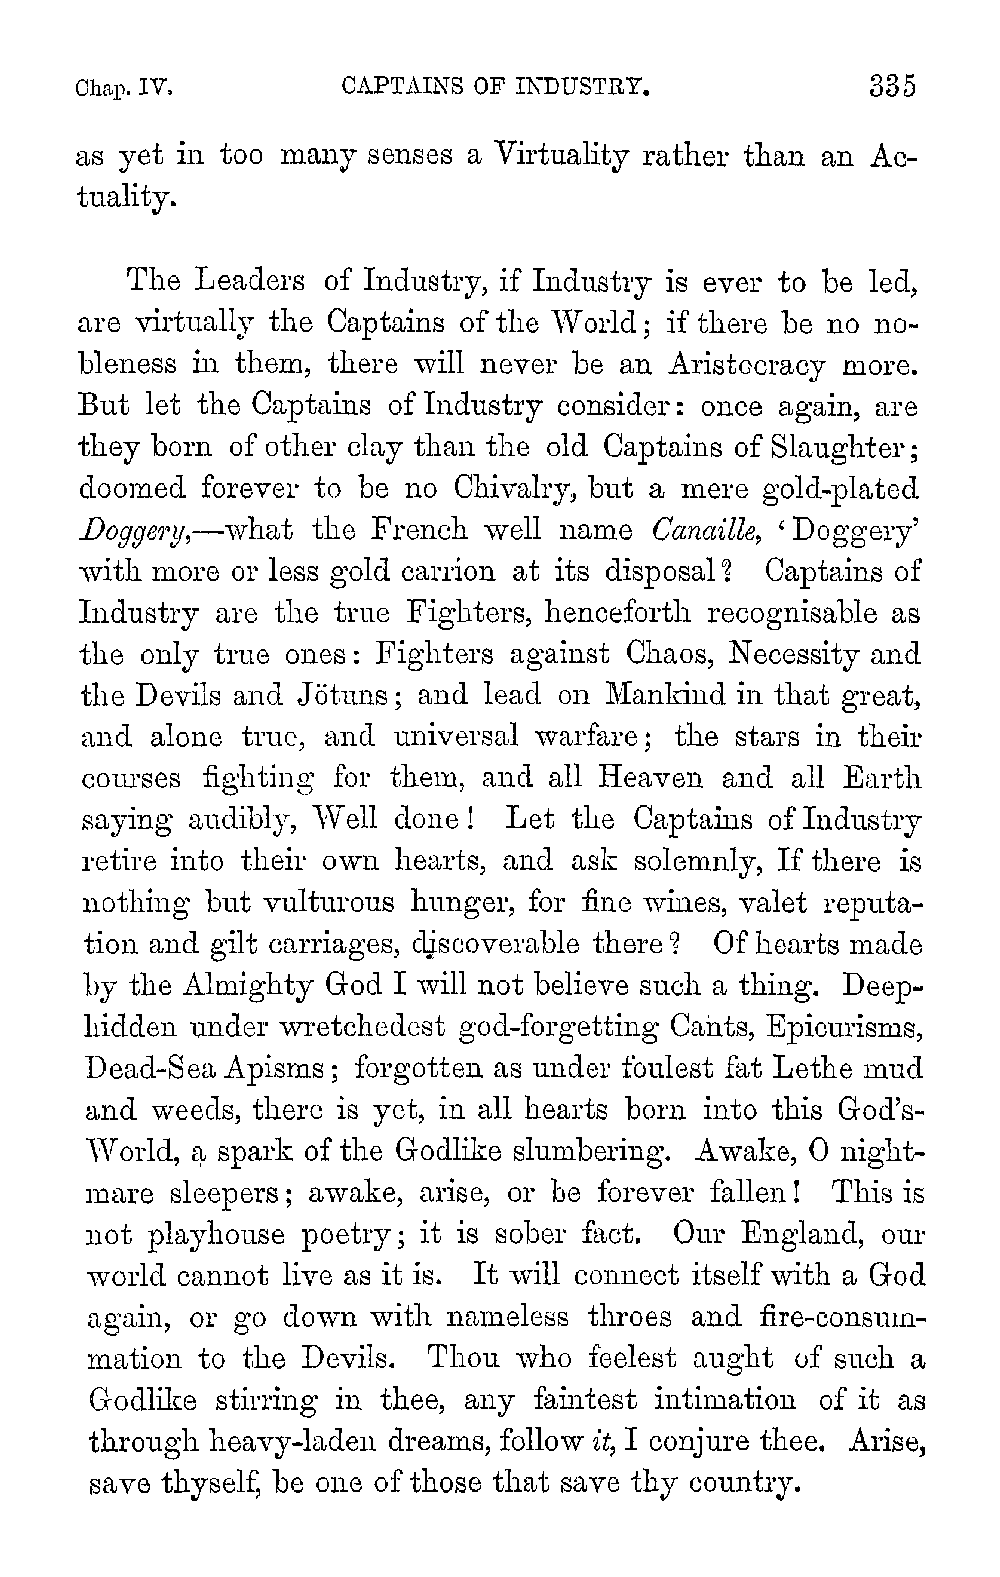 Chap. IV. CAPTAINS OF INDUSTRY. 335
as yet in too many senses a Virtuality rather than an Ac-
tuality.
The Leaders of Industry, if Industry is ever to be led,
are virtually the Captains of the World; if there be no no-
bleness in them, there will never be an Aristocracy more.
But let the Captains of Industry consider: once again, are
they born of other clay than the old Captains of Slaughter;
doomed forever to be no Chivalry, but a mere gold-plated
Doggery,—what the French well name Canaille, ‘Doggery’
with more or less gold carrion at its disposal? Captains of
Industry are the true Fighters, henceforth recognisable as
the only true ones: Fighters against Chaos, Necessity and
the Devils and Jötuns; and lead on Mankind in that great,
and alone true, and universal warfare; the stars in their
courses fighting for them, and all Heaven and all Earth
saying audibly, Well done! Let the Captains of Industry
retire into their own hearts, and ask solemnly, If there is
nothing but vulturous hunger, for fine wines, valet reputa-
tion and gilt carriages, discoverable there? Of hearts made
by the Almighty God I will not believe such a thing. Deep-
hidden under wretchedest god-forgetting Cants, Epicurisms,
Dead-Sea Apisms; forgotten as under foulest fat Lethe mud
and weeds, there is yet, in all hearts born into this God's-
World, a spark of the Godlike slumbering. Awake, O night-
mare sleepers; awake, arise, or be forever fallen! This is
not playhouse poetry; it is sober fact. Our England, our
world cannot live as it is. It will connect itself with a God
again, or go down with nameless throes and fire-consum-
mation to the Devils. Thou who feelest aught of such a
Godlike stirring in thee, any faintest intimation of it as
through heavy-laden dreams, follow it, I conjure thee. Arise,
save thyself, be one of those that save thy country.